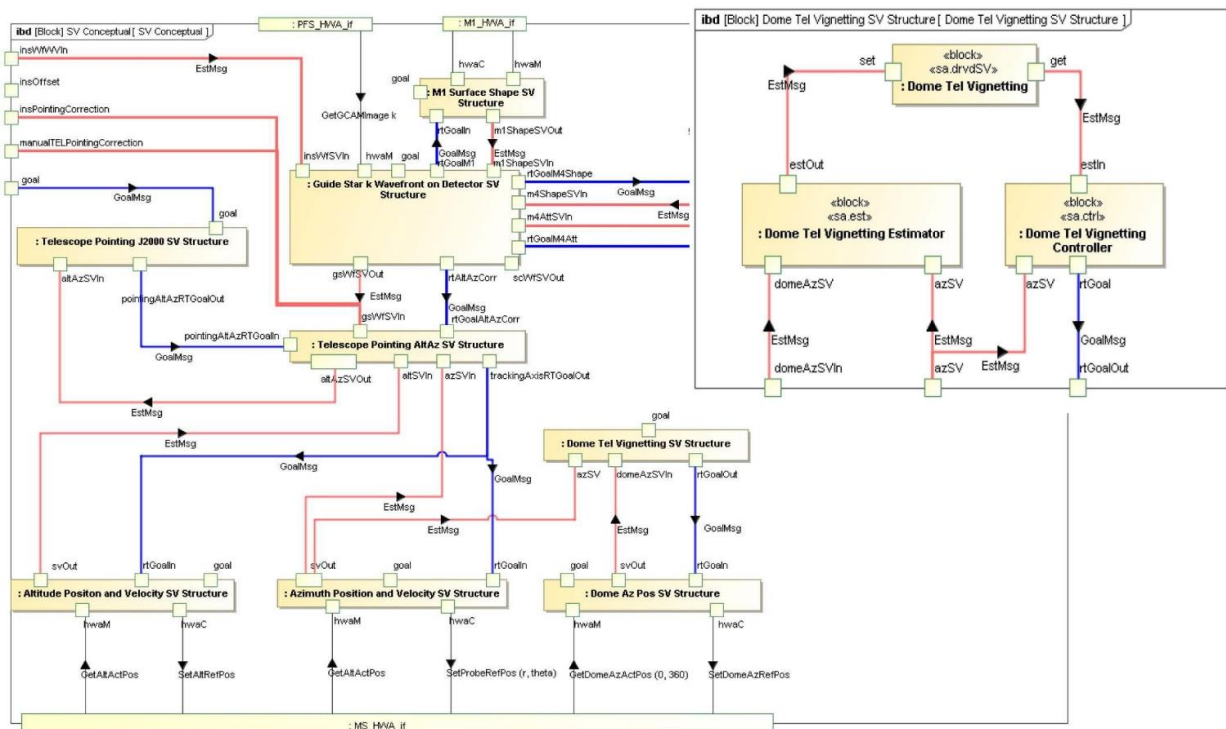 : PFS_HWA_if
: M1_HWA_if
ibd [Block] SV Conceptual [ SV Conceptual ]
insWfWVIn
EstMsg
insOffset
insPointingCorrection
manualTELPointingCorrection
goal
GoalMsg
goal
: Telescope Pointing J2000 SV Structure
altAzSVIn
pointingAltAzRTGoalOut
GetGCAMImage k
hwaC
hwaM
goal
: M1 Surface Shape SV
Structure
rtGoalIn
m1ShapeSVOut
GoalMsg
EstMsg
insWfSVIn
hwaM
goal
rtGoalM1
m1ShapeSVIn
: Guide Star k Wavefront on Detector SV
Structure
rtGoalM4Shape
GoalMsg
m4ShapeSVIn
EstMsg
m4AttSVIn
rtGoalM4Att
gsWfSVOut
rtAltAzCorr
scWfSVOut
EstMsg
GoalMsg
gsWfSVIn
rtGoalAltAzCorr
pointingAltAzRTGoalIn
GoalMsg
: Telescope Pointing AltAz SV Structure
altAzSVOut
altSVIn
azSVIn
trackingAxisRTGoalOut
EstMsg
EstMsg
GoalMsg
GoalMsg
goal
: Dome Tel Vignetting SV Structure
azSV
domeAzSVIn
rtGoalOut
EstMsg
EstMsg
EstMsg
GoalMsg
svOut
rtGoalIn
goal
: Altitude Positon and Velocity SV Structure
hwaM
hwaC
GetAltActPos
SetAltRefPos
svOut
goal
rtGoalIn
: Azimuth Position and Velocity SV Structure
hwaM
hwaC
GetAltActPos
SetProbeRefPos (r, theta)
goal
svOut
rtGoalIn
: Dome Az Pos SV Structure
hwaM
hwaC
GetDomeAzActPos (0, 360)
SetDomeAzRefPos
: MS_HWA_if
ibd [Block] Dome Tel Vignetting SV Structure [ Dome Tel Vignetting SV Structure ]
set
«block»
«sa.drvdSV»
: Dome Tel Vignetting
get
EstMsg
EstMsg
estOut
estIn
«block»
«sa.est»
: Dome Tel Vignetting Estimator
«block»
«sa.ctrl»
: Dome Tel Vignetting
Controller
domeAzSV
azSV
azSV
rtGoal
EstMsg
EstMsg
EstMsg
GoalMsg
domeAzSVIn
azSV
rtGoalOut